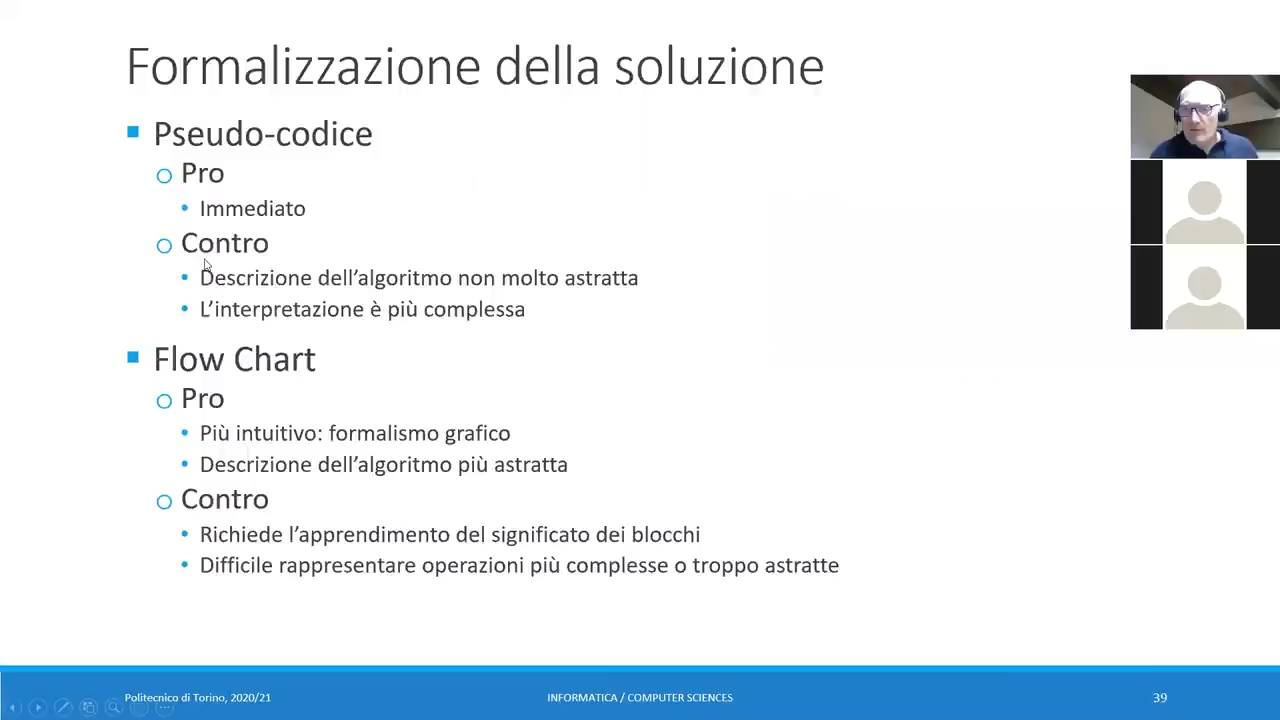 Formalizzazione della soluzione
Pseudo-codice
Pro
Immediato
Contro
Descrizione dell'algoritmo non molto astratta
L'interpretazione è più complessa
Flow Chart
Pro
Più intuitivo: formalismo grafico
Descrizione dell'algoritmo più astratta
Contro
Richiede l'apprendimento del significato dei blocchi
Difficile rappresentare operazioni più complesse o troppo astratte
Politecnico di Torino, 2020/21
INFORMATICA / COMPUTER SCIENCES
39